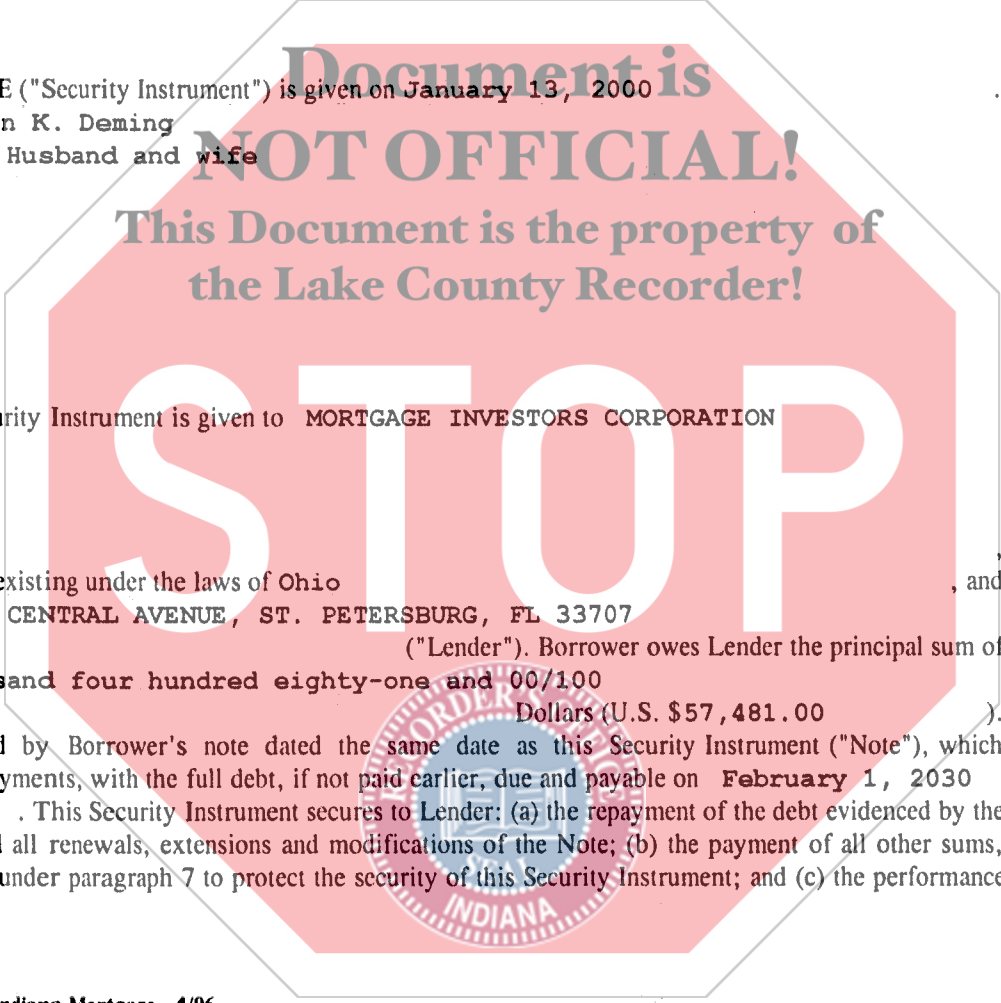 Document is
NOT OFFICIAL!
This Document is the property of
the Lake County Recorder!
STOP
E ("Security Instrument") is given on January 13, 2000 .
n K. Deming
Husband and wife
rity Instrument is given to MORTGAGE INVESTORS CORPORATION
,
existing under the laws of Ohio , and
CENTRAL AVENUE, ST. PETERSBURG, FL 33707
("Lender"). Borrower owes Lender the principal sum of
sand four hundred eighty-one and 00/100
Dollars (U.S. $57,481.00 ).
d by Borrower's note dated the same date as this Security Instrument ("Note"), which
yments, with the full debt, if not paid earlier, due and payable on February 1, 2030
. This Security Instrument secures to Lender: (a) the repayment of the debt evidenced by the
all renewals, extensions and modifications of the Note; (b) the payment of all other sums,
under paragraph 7 to protect the security of this Security Instrument; and (c) the performance
RECORDER'S OFFICE
SEAL
INDIANA
Indiana Mortgage 4/96